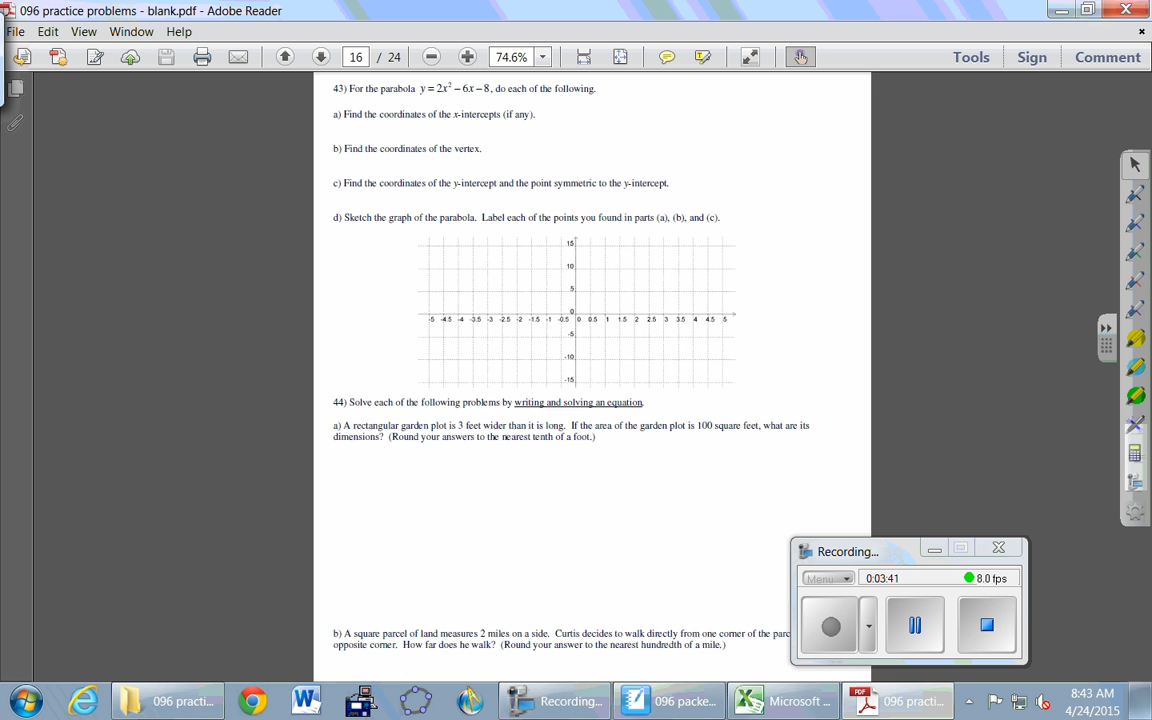 096 practice problems - blank.pdf - Adobe Reader
File Edit View Window Help
16 / 24 74.6% Tools Sign Comment
43) For the parabola y = 2x² − 6x − 8, do each of the following.
a) Find the coordinates of the x-intercepts (if any).
b) Find the coordinates of the vertex.
c) Find the coordinates of the y-intercept and the point symmetric to the y-intercept.
d) Sketch the graph of the parabola. Label each of the points you found in parts (a), (b), and (c).
15
10
5
0
-5 -4.5 -4 -3.5 -3 -2.5 -2 -1.5 -1 -0.5 0 0.5 1 1.5 2 2.5 3 3.5 4 4.5 5
-5
-10
-15
44) Solve each of the following problems by writing and solving an equation.
a) A rectangular garden plot is 3 feet wider than it is long. If the area of the garden plot is 100 square feet, what are its
dimensions? (Round your answers to the nearest tenth of a foot.)
Recording...
Menu 0:03:41 8.0 fps
b) A square parcel of land measures 2 miles on a side. Curtis decides to walk directly from one corner of the parc
opposite corner. How far does he walk? (Round your answer to the nearest hundredth of a mile.)
096 practi... Recording... 096 packe... Microsoft ... PDF 096 practi... 8:43 AM
4/24/2015